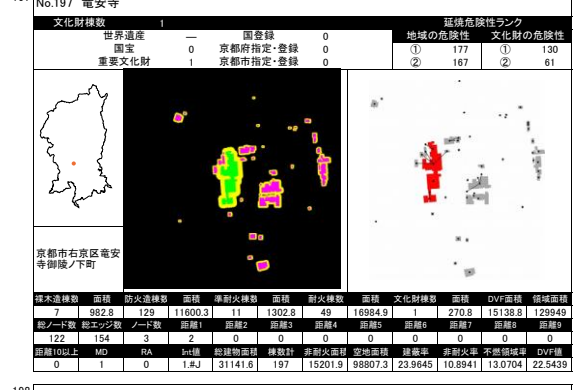 No.197 竜安寺
文化財棟数 1 延焼危険性ランク
世界遺産 — 国登録 0 地域の危険性 文化財の危険性
国宝 0 京都府指定・登録 0 ① 177 ① 130
重要文化財 1 京都市指定・登録 0 ② 167 ② 61
京都市右京区竜安
寺御陵ノ下町
裸木造棟数 面積 防火造棟数 面積 準耐火棟数 面積 耐火棟数 面積 文化財棟数 面積 DVF面積 領域面積
7 982.8 129 11600.3 11 1302.8 49 16984.9 1 270.8 15138.8 129949
総ノード数 総エッジ数 ノード数 距離1 距離2 距離3 距離4 距離5 距離6 距離7 距離8 距離9
122 154 3 2 0 0 0 0 0 0 0 0
距離10以上 MD RA Int値 総建物面積 棟数計 非耐火面積 空地面積 建蔽率 非耐火率 不燃領域率 DVF値
0 1 0 1.#J 31141.6 197 15201.9 98807.3 23.9645 10.8941 13.0704 22.5439